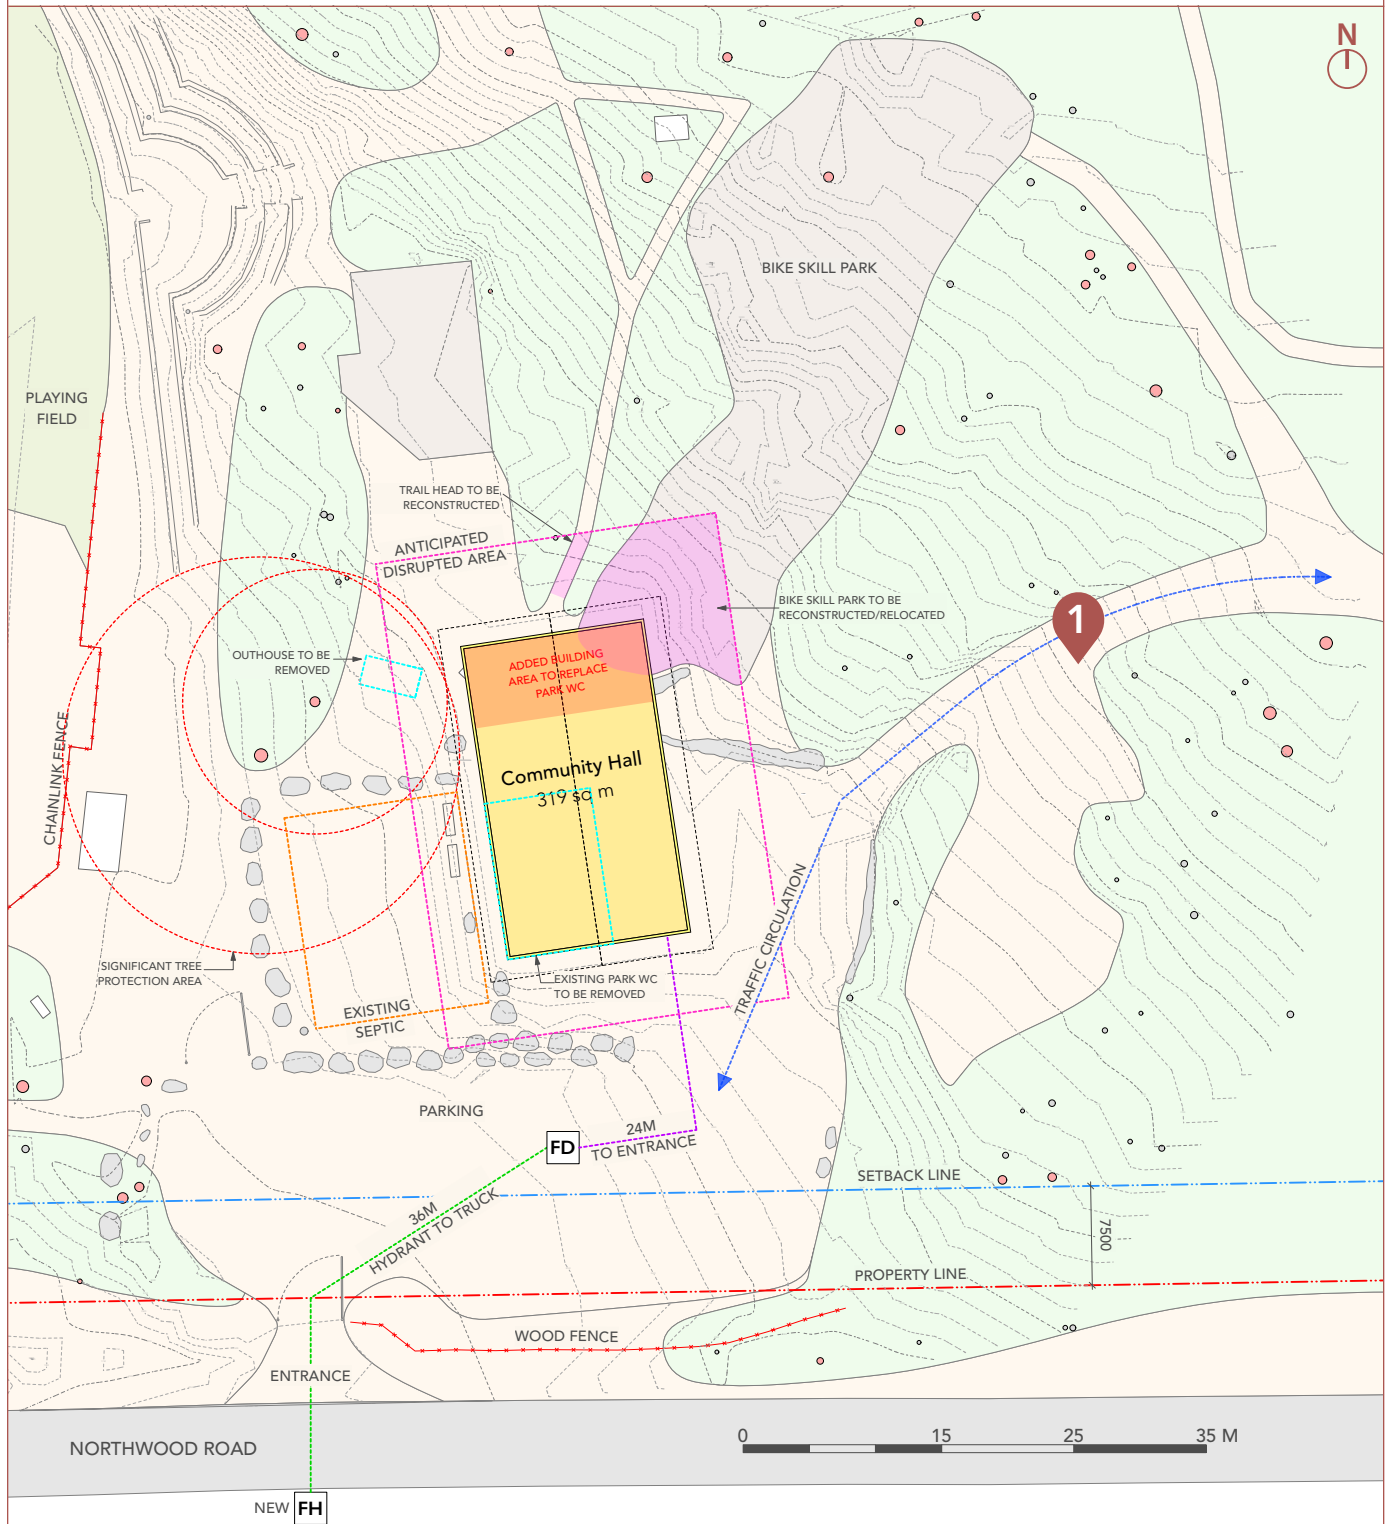 N
BIKE SKILL PARK
PLAYING
FIELD
TRAIL HEAD TO BE
RECONSTRUCTED
ANTICIPATED
DISRUPTED AREA
BIKE SKILL PARK TO BE
RECONSTRUCTED/RELOCATED
1
OUTHOUSE TO BE
REMOVED
ADDED BUILDING
AREA TO REPLACE
PARK WC
CHAINLINK FENCE
Community Hall
319 sq m
TRAFFIC CIRCULATION
SIGNIFICANT TREE
PROTECTION AREA
EXISTING PARK WC
TO BE REMOVED
EXISTING
SEPTIC
PARKING
FD
24M
TO ENTRANCE
SETBACK LINE
36M
HYDRANT TO TRUCK
7500
PROPERTY LINE
WOOD FENCE
ENTRANCE
NORTHWOOD ROAD
0 15 25 35 M
NEW FH